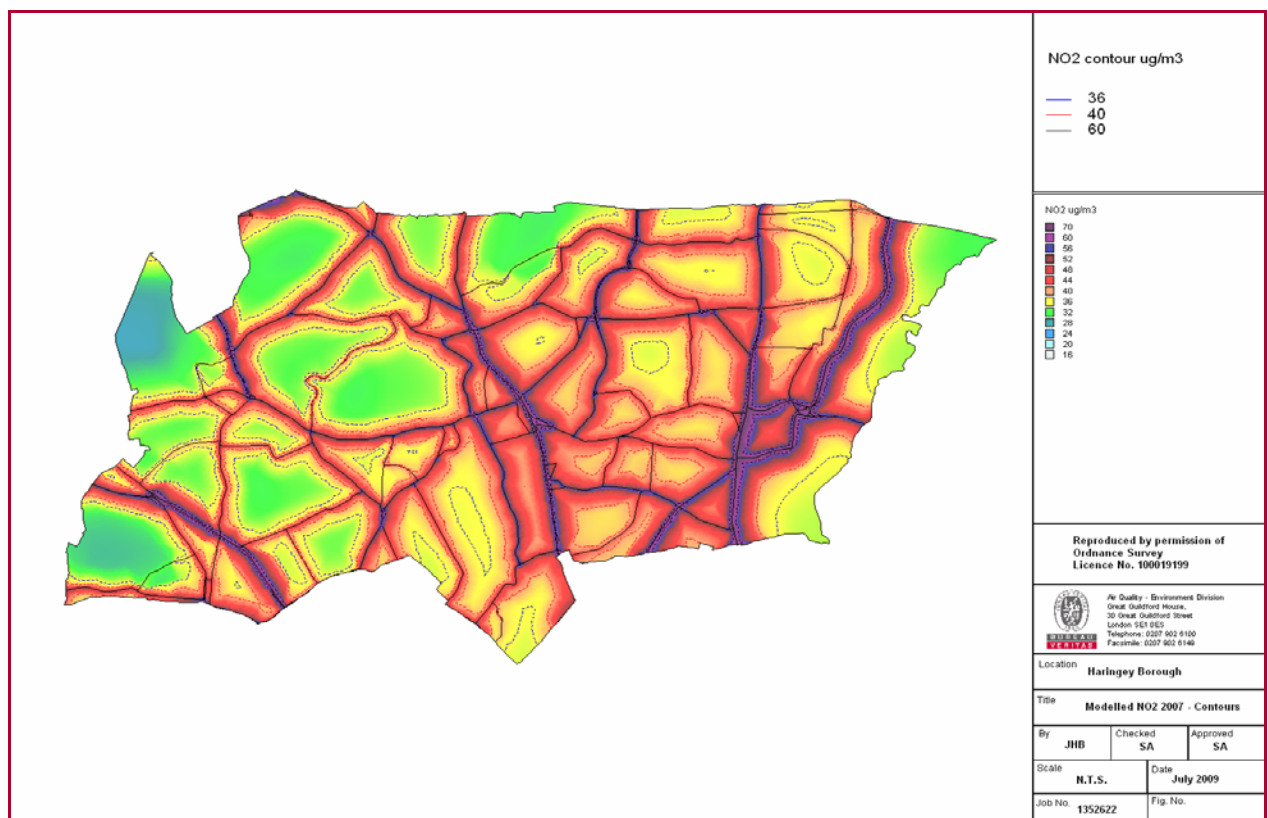 NO2 contour ug/m3
36
40
60
NO2 ug/m3
70
60
56
52
48
44
40
36
32
28
24
20
16
Reproduced by permission of
Ordnance Survey
Licence No. 100019199
Air Quality - Environment Division
Great Guildford House,
30 Great Guildford Street
London SE1 0ES
Telephone: 0207 902 6100
Facsimile: 0207 902 6149
BUREAU
VERITAS
Location
Haringey Borough
Title
Modelled NO2 2007 - Contours
By
JHB
Checked
SA
Approved
SA
Scale
N.T.S.
Date
July 2009
Job No.
1352622
Fig. No.